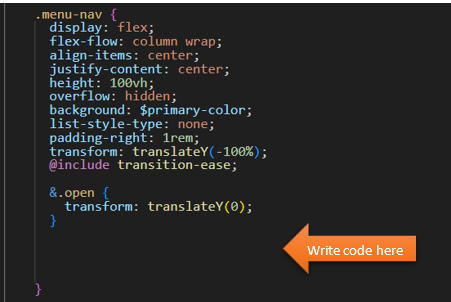 .menu-nav {
display: flex;
flex-flow: column wrap;
align-items: center;
justify-content: center;
height: 100vh;
overflow: hidden;
background: $primary-color;
list-style-type: none;
padding-right: 1rem;
transform: translateY(-100%);
@include transition-ease;
&.open {
transform: translateY(0);
}
Write code here
}